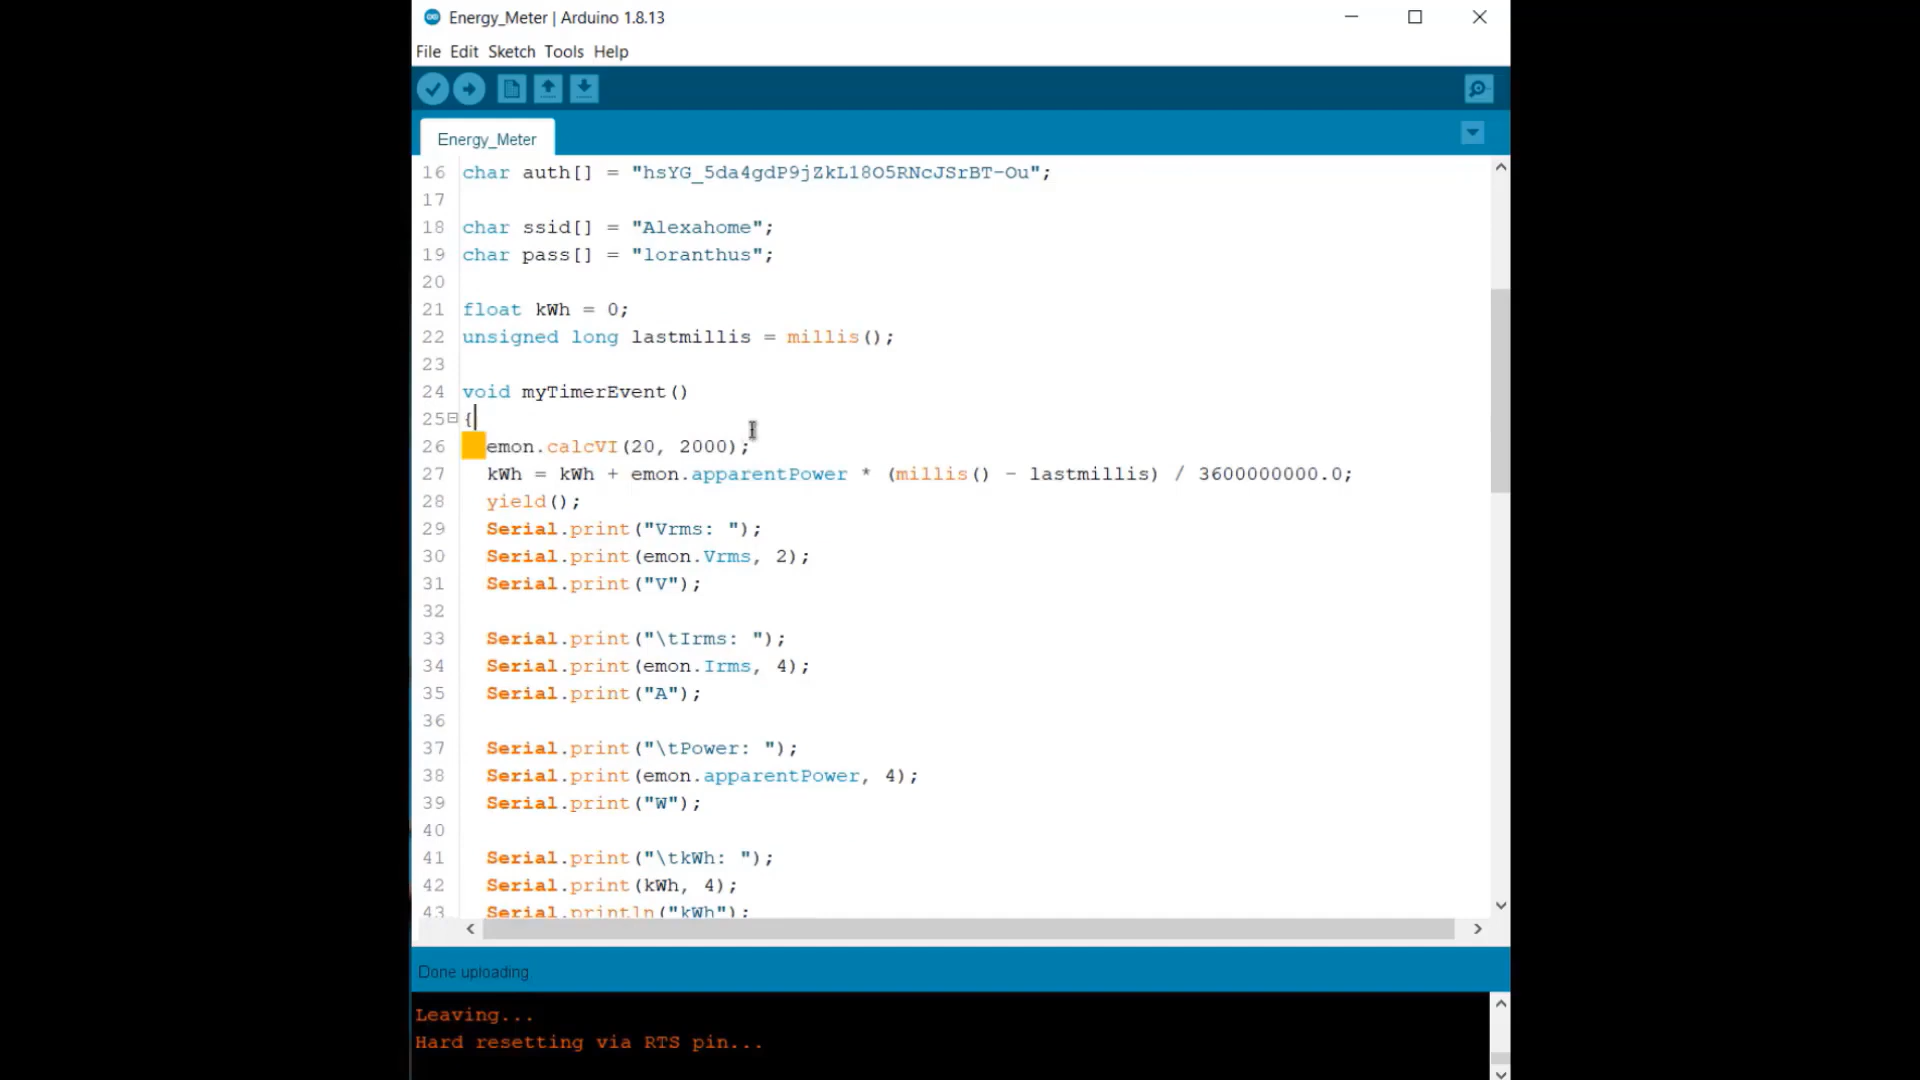 Energy_Meter | Arduino 1.8.13
File Edit Sketch Tools Help
Energy_Meter
16 char auth[] = "hsYG_5da4gdP9jZkL18O5RNcJSrBT-Ou";
17
18 char ssid[] = "Alexahome";
19 char pass[] = "loranthus";
20
21 float kWh = 0;
22 unsigned long lastmillis = millis();
23
24 void myTimerEvent()
25 {
26 emon.calcVI(20, 2000);
27 kWh = kWh + emon.apparentPower * (millis() - lastmillis) / 3600000000.0;
28 yield();
29 Serial.print("Vrms: ");
30 Serial.print(emon.Vrms, 2);
31 Serial.print("V");
32
33 Serial.print("\tIrms: ");
34 Serial.print(emon.Irms, 4);
35 Serial.print("A");
36
37 Serial.print("\tPower: ");
38 Serial.print(emon.apparentPower, 4);
39 Serial.print("W");
40
41 Serial.print("\tkWh: ");
42 Serial.print(kWh, 4);
43 Serial.println("kWh");
Done uploading
Leaving...
Hard resetting via RTS pin...